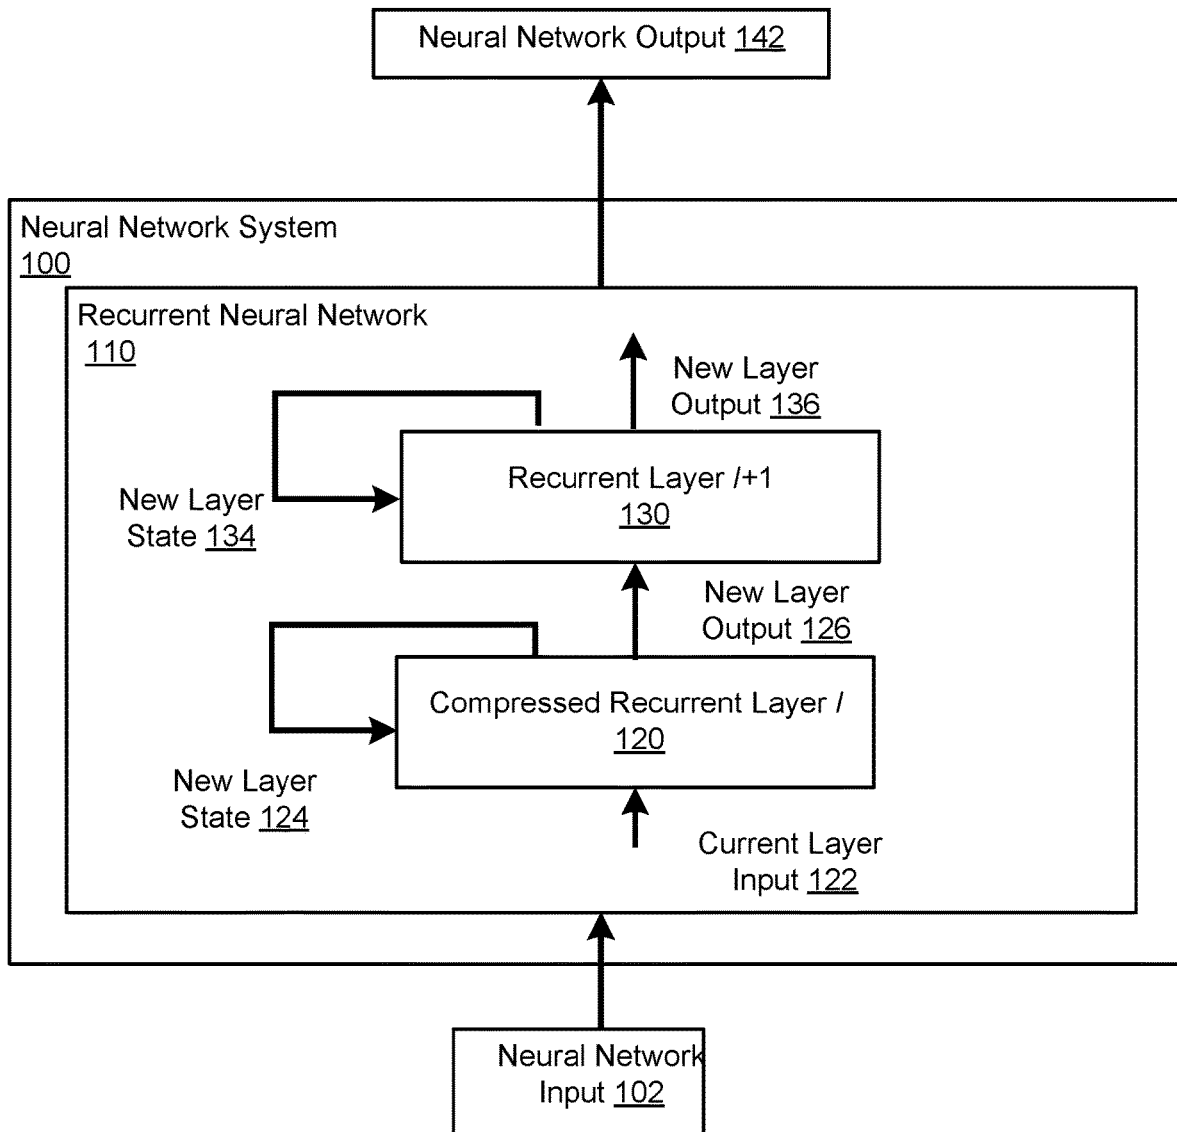 Neural Network Output 142
Neural Network System
100
Recurrent Neural Network
110
New Layer
Output 136
Recurrent Layer l+1
130
New Layer
State 134
New Layer
Output 126
Compressed Recurrent Layer l
120
New Layer
State 124
Current Layer
Input 122
Neural Network
Input 102